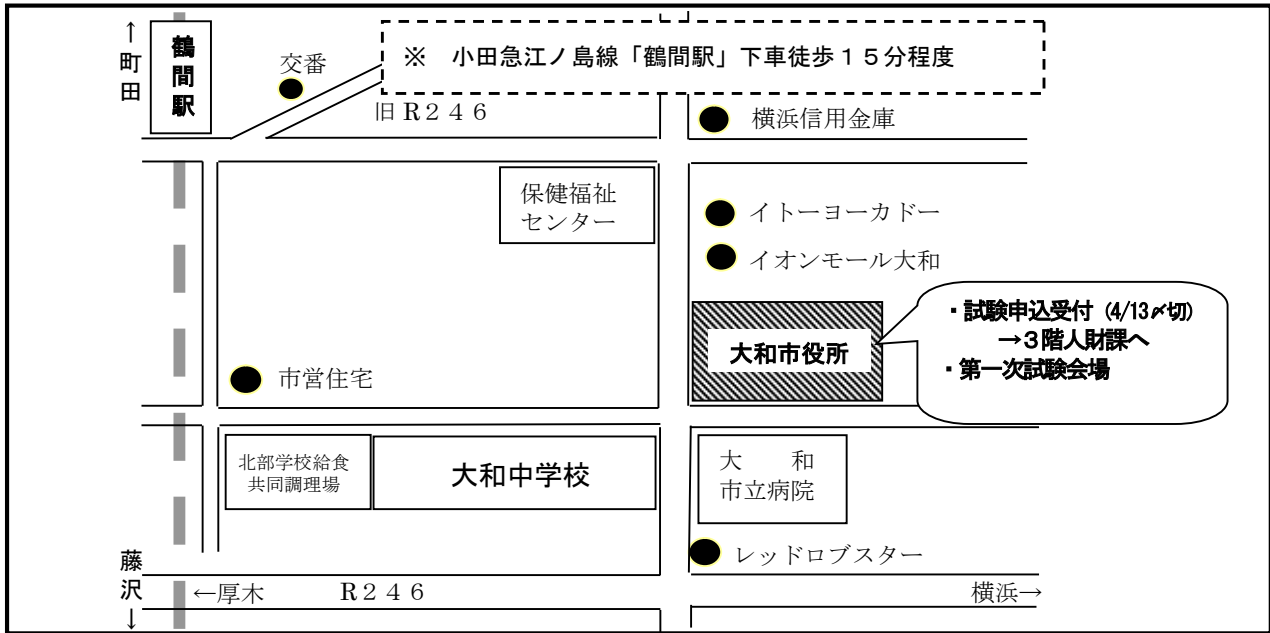 ↑
町
田
鶴
間
駅
交番
※　小田急江ノ島線「鶴間駅」下車徒歩１５分程度
旧Ｒ２４６
横浜信用金庫
保健福祉
センター
イトーヨーカドー
イオンモール大和
・試験申込受付（4/13〆切）
→３階人財課へ
・第一次試験会場
大和市役所
市営住宅
北部学校給食
共同調理場
大和中学校
大　　和
市立病院
レッドロブスター
藤
沢
↓
←厚木　　　Ｒ２４６
横浜→